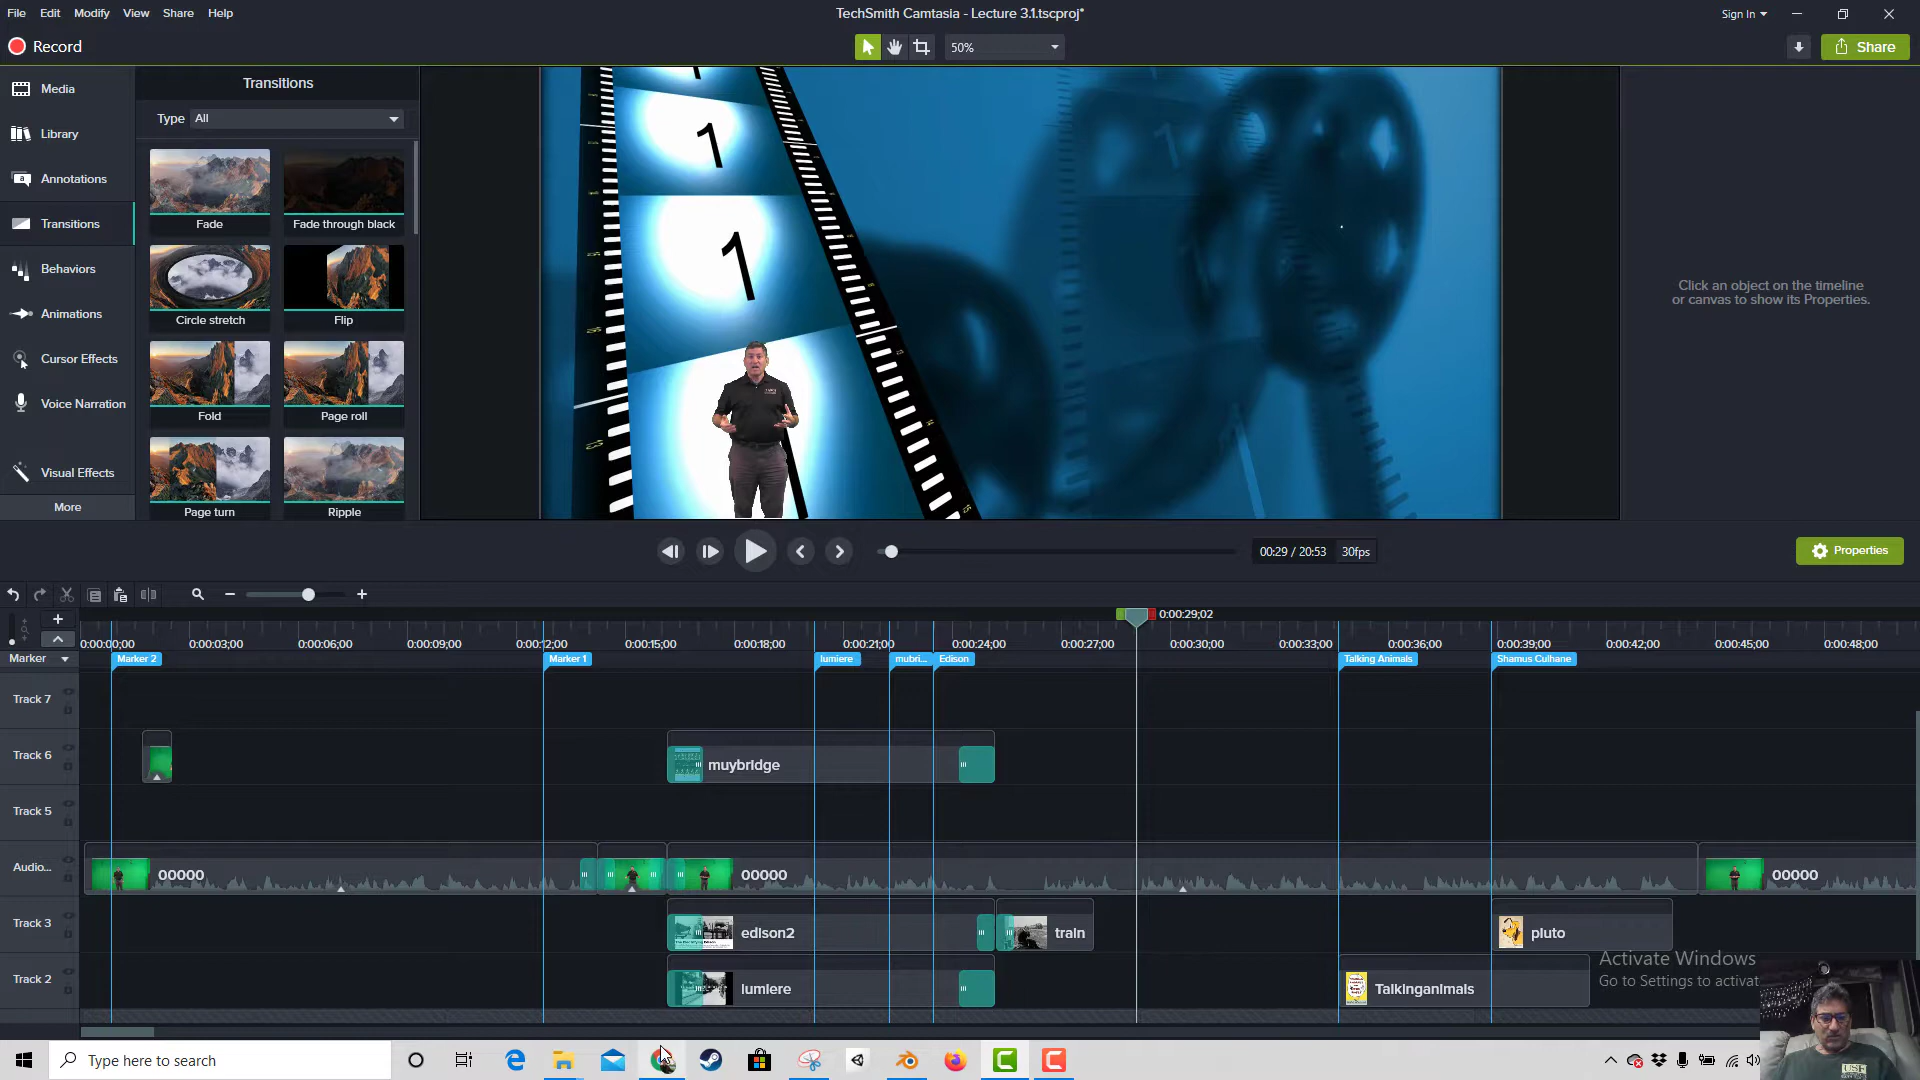 File Edit Modify View Share Help
TechSmith Camtasia - Lecture 3.1.tscproj*
Sign In
Record
50%
Share
Media
Library
Annotations
Transitions
Behaviors
Animations
Cursor Effects
Voice Narration
Visual Effects
More
Transitions
Type All
Fade Fade through black
Circle stretch Flip
Fold Page roll
Page turn Ripple
1
1
Click an object on the timeline
or canvas to show its Properties.
00:29 / 20:53 30fps
Properties
0:00:29;02
0:00:00;00 0:00:03;00 0:00:06;00 0:00:09;00 0:00:12;00 0:00:15;00 0:00:18;00 0:00:21;00 0:00:24;00 0:00:27;00 0:00:30;00 0:00:33;00 0:00:36;00 0:00:39;00 0:00:42;00 0:00:45;00 0:00:48;00
Marker Marker 2 Marker 1 lumiere mubri... Edison Talking Animals Shamus Culhane
Track 7
Track 6 muybridge
Track 5
Audio... 00000 00000 00000
Track 3 edison2 train pluto
Track 2 lumiere Talkinganimals
Activate Windows
Go to Settings to activat
Type here to search
USF